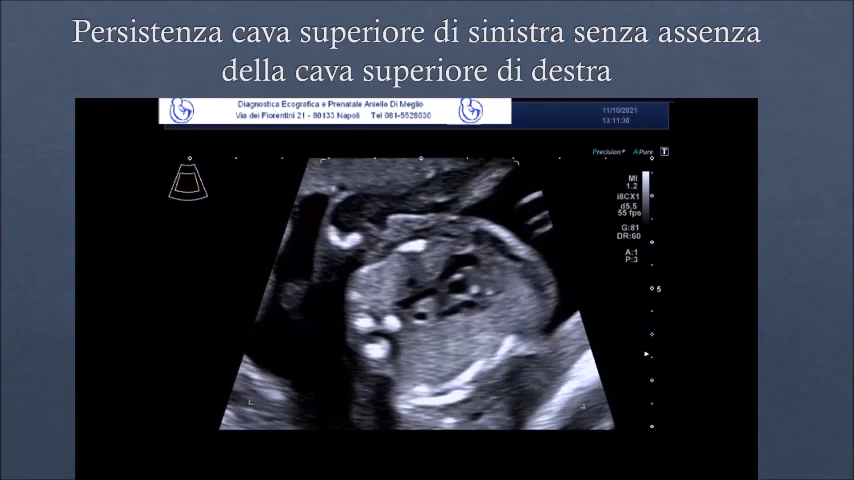 Persistenza cava superiore di sinistra senza assenza
della cava superiore di destra
Diagnostica Ecografica e Prenatale Aniello Di Meglio
Via dei Fiorentini 21 - 80133 Napoli Tel 081-5528030
11/10/2021
13:11:30
Precision+ APure T
MI
1.2
i8CX1
d5.5
55 fps
G:81
DR:60
A:1
P:3
5